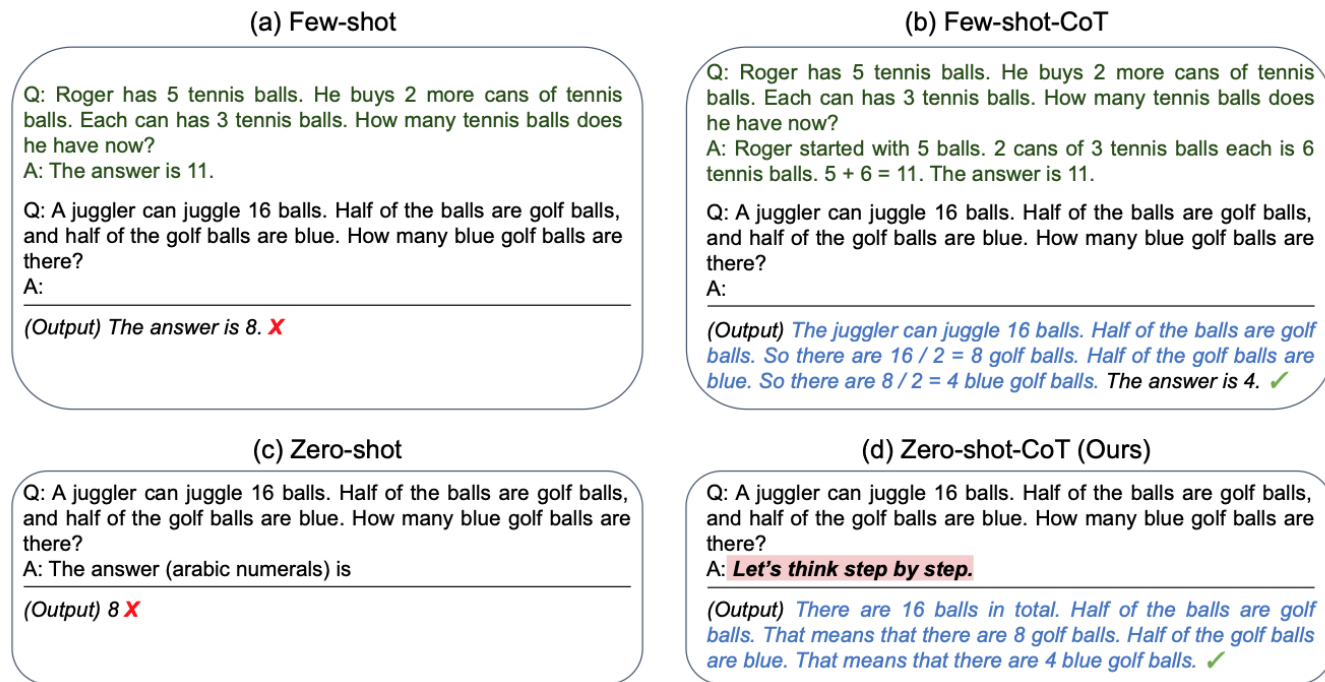 (a) Few-shot
Q: Roger has 5 tennis balls. He buys 2 more cans of tennis
balls. Each can has 3 tennis balls. How many tennis balls does
he have now?
A: The answer is 11.
Q: A juggler can juggle 16 balls. Half of the balls are golf balls,
and half of the golf balls are blue. How many blue golf balls are
there?
A:
(Output) The answer is 8. ✗
(b) Few-shot-CoT
Q: Roger has 5 tennis balls. He buys 2 more cans of tennis
balls. Each can has 3 tennis balls. How many tennis balls does
he have now?
A: Roger started with 5 balls. 2 cans of 3 tennis balls each is 6
tennis balls. 5 + 6 = 11. The answer is 11.
Q: A juggler can juggle 16 balls. Half of the balls are golf balls,
and half of the golf balls are blue. How many blue golf balls are
there?
A:
(Output) The juggler can juggle 16 balls. Half of the balls are golf
balls. So there are 16 / 2 = 8 golf balls. Half of the golf balls are
blue. So there are 8 / 2 = 4 blue golf balls. The answer is 4. ✓
(c) Zero-shot
Q: A juggler can juggle 16 balls. Half of the balls are golf balls,
and half of the golf balls are blue. How many blue golf balls are
there?
A: The answer (arabic numerals) is
(Output) 8 ✗
(d) Zero-shot-CoT (Ours)
Q: A juggler can juggle 16 balls. Half of the balls are golf balls,
and half of the golf balls are blue. How many blue golf balls are
there?
A: Let's think step by step.
(Output) There are 16 balls in total. Half of the balls are golf
balls. That means that there are 8 golf balls. Half of the golf balls
are blue. That means that there are 4 blue golf balls. ✓